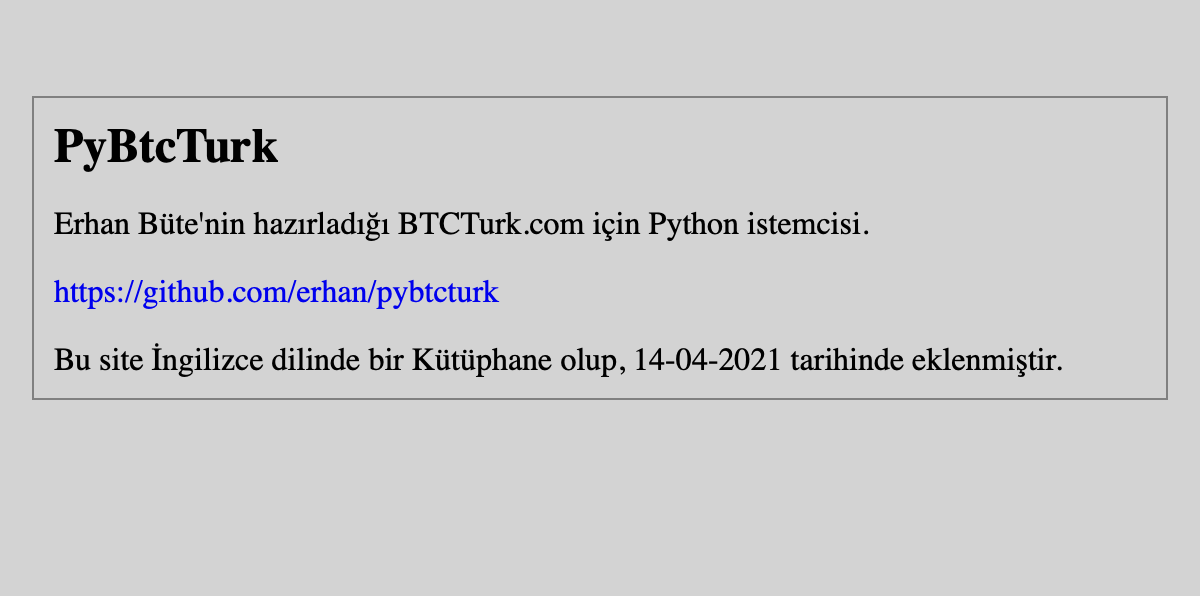 PyBtcTurk
Erhan Büte'nin hazırladığı BTCTurk.com için Python istemcisi.
https://github.com/erhan/pybtcturk
Bu site İngilizce dilinde bir Kütüphane olup, 14-04-2021 tarihinde eklenmiştir.